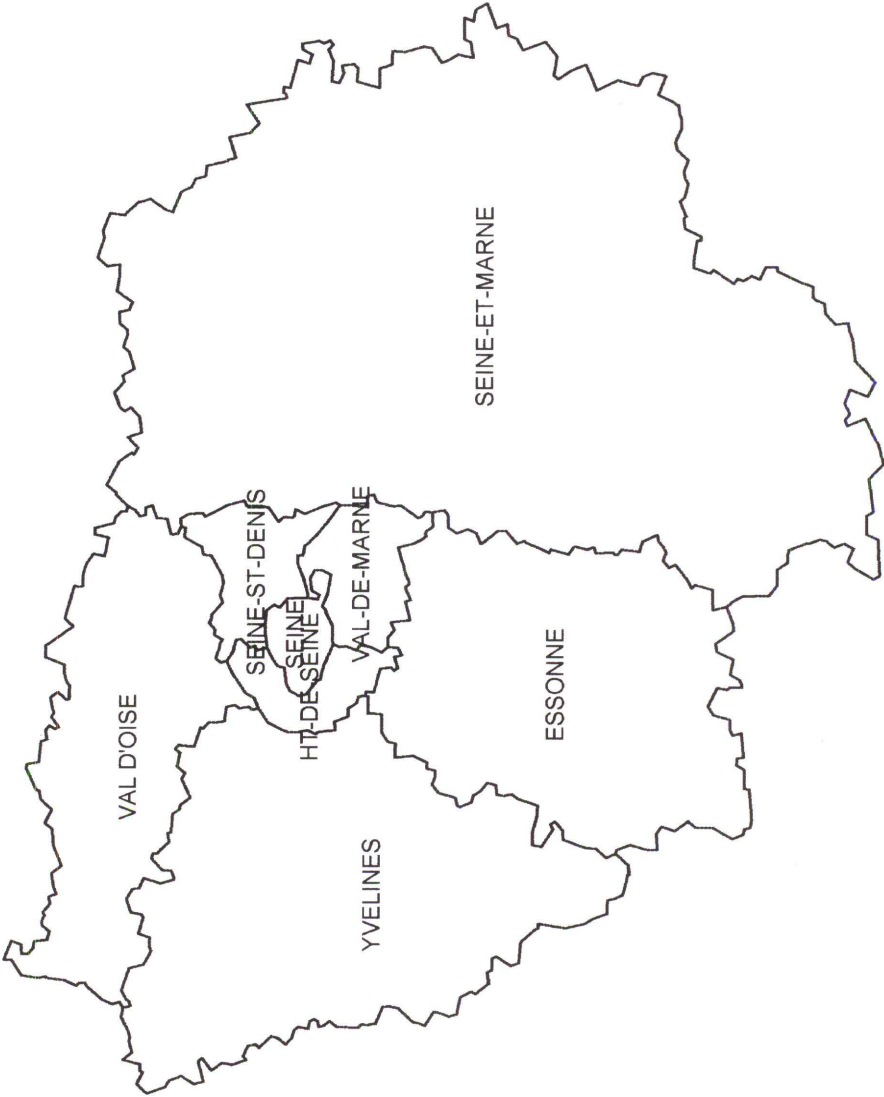 VAL D'OISE
SEINE-ST-DENIS
SEINE
HT-DE-SEINE
VAL-DE-MARNE
YVELINES
SEINE-ET-MARNE
ESSONNE